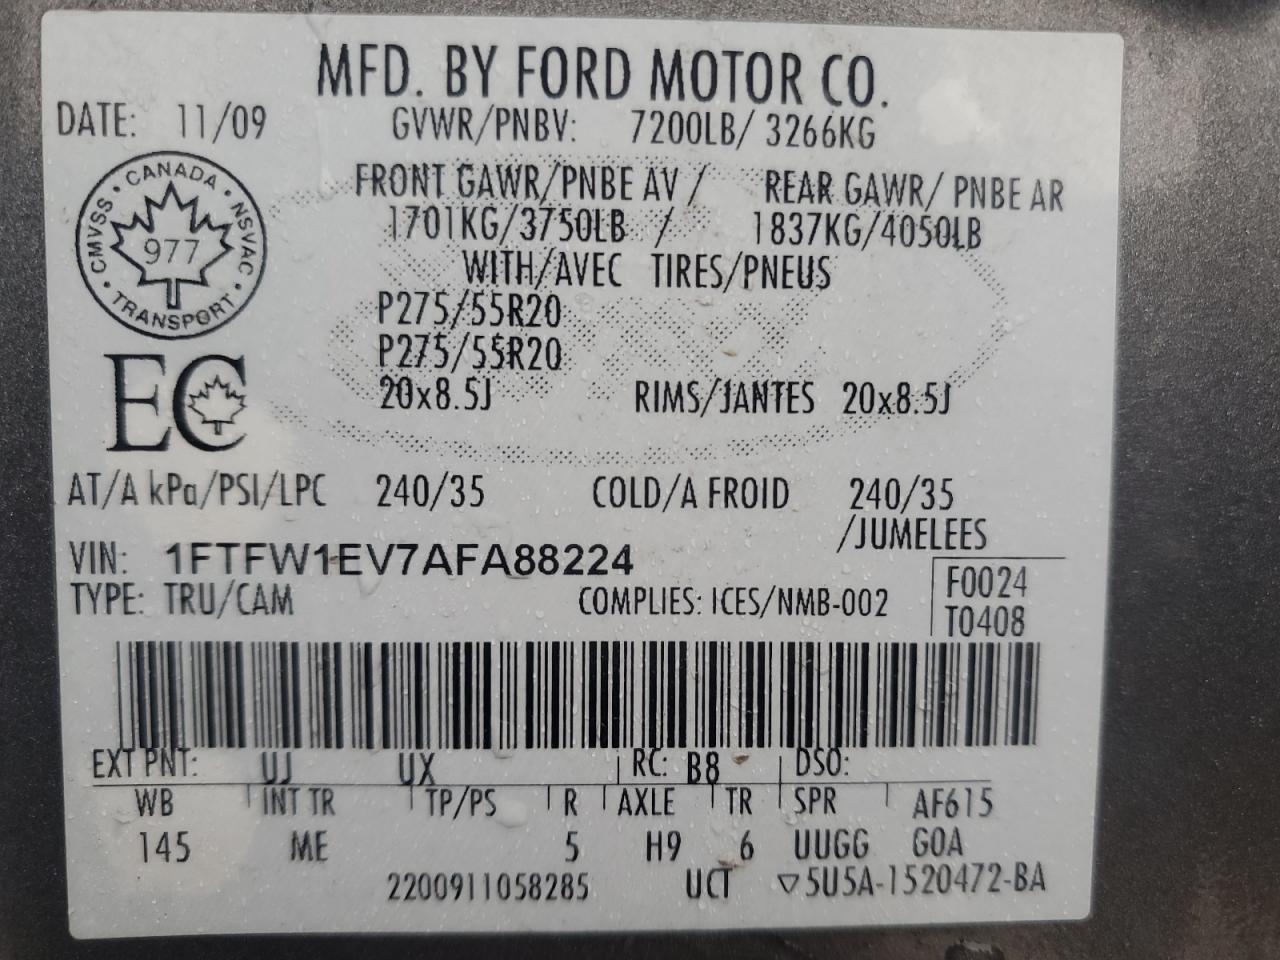 MFD. BY FORD MOTOR CO.
DATE: 11/09 GVWR/PNBV: 7200LB/ 3266KG
CMVSS · CANADA · NSVAC · TRANSPORT ·
977
FRONT GAWR/PNBE AV / REAR GAWR/ PNBE AR
1701KG/3750LB / 1837KG/4050LB
WITH/AVEC TIRES/PNEUS
P275/55R20
P275/55R20
EC
20x8.5J RIMS/JANTES 20x8.5J
AT/A kPa/PSI/LPC 240/35 COLD/A FROID 240/35
/JUMELEES
VIN: 1FTFW1EV7AFA88224
TYPE: TRU/CAM COMPLIES: ICES/NMB-002
F0024
T0408
EXT PNT: UJ UX RC: B8 DSO:
WB INT TR TP/PS R AXLE TR SPR AF615
145 ME 5 H9 6 UUGG GOA
2200911058285 UCT ▽5U5A-1520472-BA